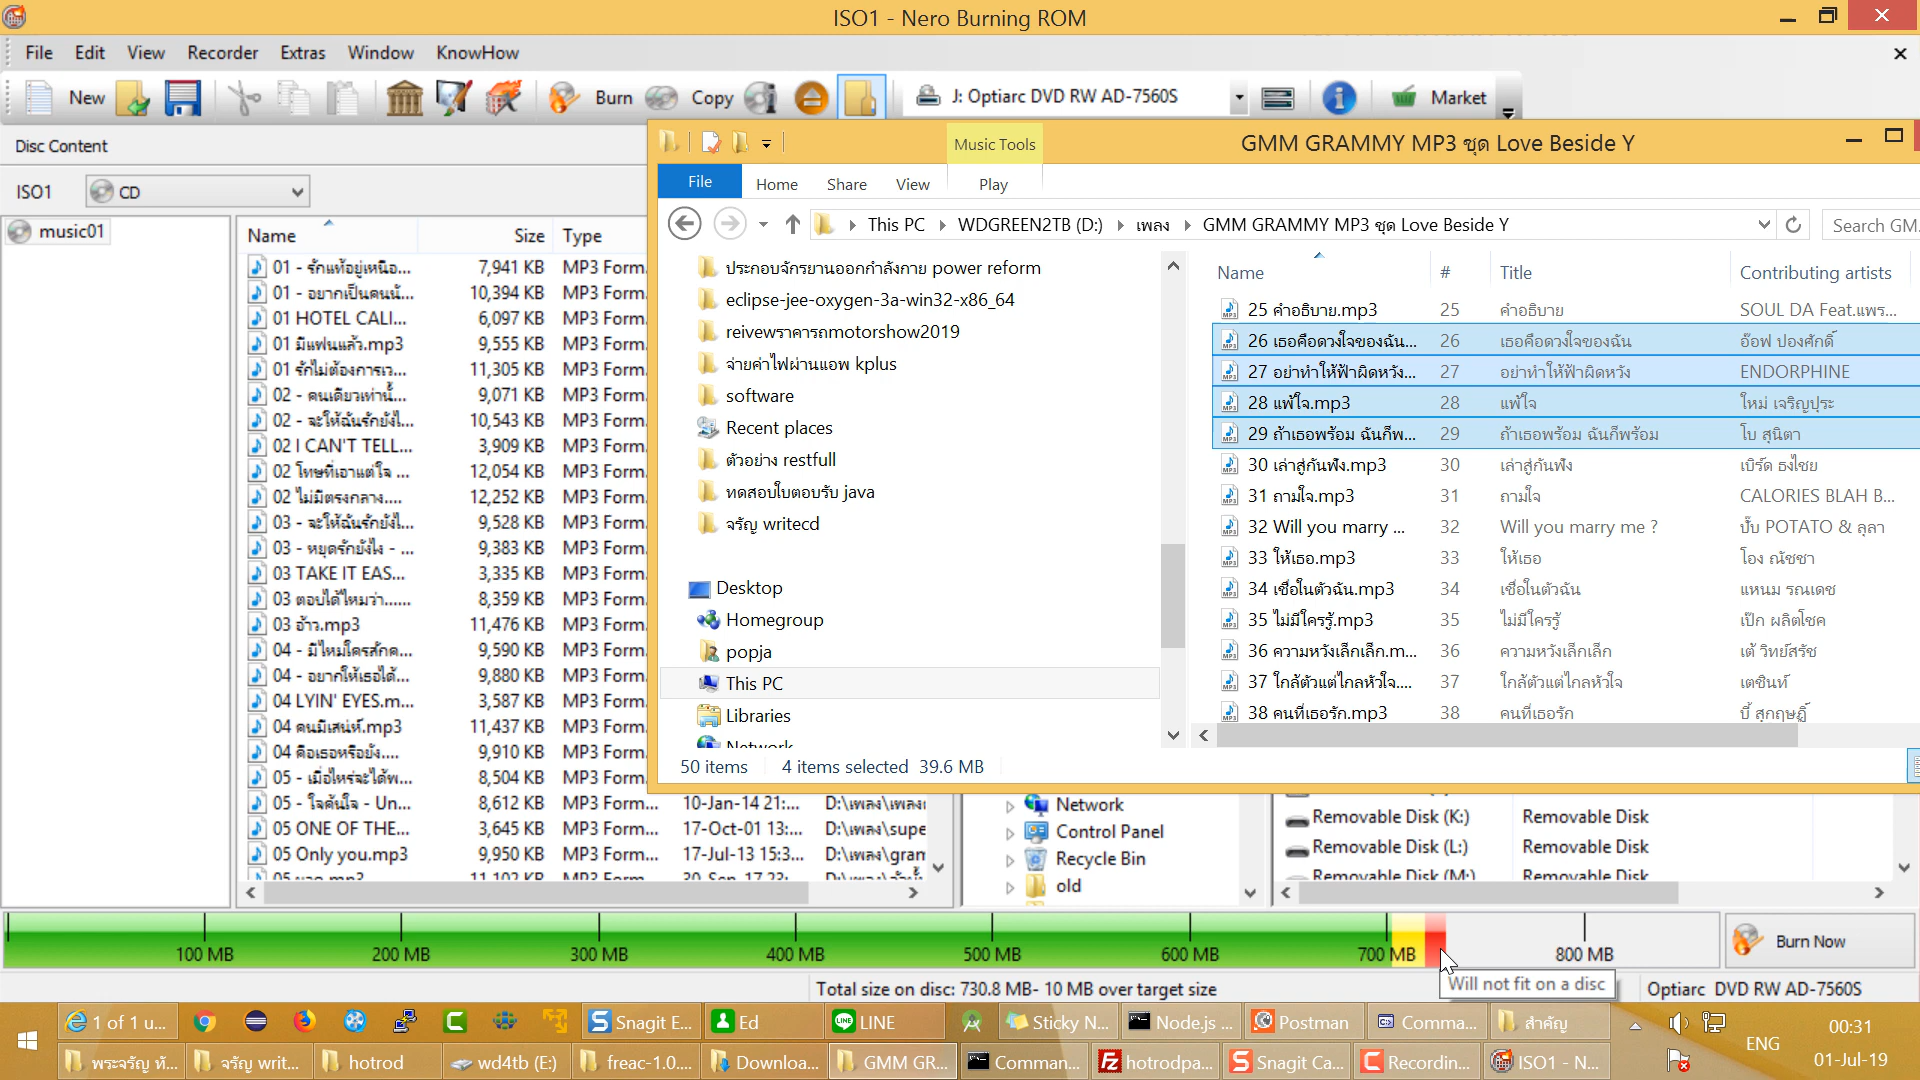 ISO1 - Nero Burning ROM
File Edit View Recorder Extras Window KnowHow
New Burn Copy J: Optiarc DVD RW AD-7560S Market
Disc Content
ISO1 CD
music01
Name Size Type
01 - รักแท้อยู่เหนือ... 7,941 KB MP3 Form.
01 - อยากเป็นคนนั้... 10,394 KB MP3 Form.
01 HOTEL CALI... 6,097 KB MP3 Form.
01 มีแฟนแล้ว.mp3 9,555 KB MP3 Form.
01 รักไม่ต้องการเว... 11,305 KB MP3 Form.
02 - คนเดียวเท่านั้... 9,071 KB MP3 Form.
02 - จะให้ฉันรักยังไ... 10,543 KB MP3 Form.
02 I CAN'T TELL... 3,909 KB MP3 Form.
02 โทษที่เอาแต่ใจ ... 12,054 KB MP3 Form.
02 ไม่มีตรงกลาง.... 12,252 KB MP3 Form.
03 - จะให้ฉันรักยังไ... 9,528 KB MP3 Form.
03 - หยุดรักยังไง - ... 9,383 KB MP3 Form.
03 TAKE IT EAS... 3,335 KB MP3 Form.
03 ตอบได้ไหมว่า...... 8,359 KB MP3 Form.
03 อ้าว.mp3 11,476 KB MP3 Form.
04 - มีไหมใครสักค... 9,590 KB MP3 Form.
04 - อยากให้เธอได้... 9,880 KB MP3 Form.
04 LYIN' EYES.m... 3,587 KB MP3 Form.
04 คนมีเสน่ห์.mp3 11,437 KB MP3 Form.
04 คือเธอหรือยัง.... 9,910 KB MP3 Form.
05 - เมื่อไหร่จะได้พ... 8,504 KB MP3 Form.
05 - ใจค้นใจ - Un... 8,612 KB MP3 Form... 10-Jan-14 21:... D:\เพลง\เพลง
05 ONE OF THE... 3,645 KB MP3 Form... 17-Oct-01 13:... D:\เพลง\supe
05 Only you.mp3 9,950 KB MP3 Form... 17-Jul-13 15:3... D:\เพลง\gran
Music Tools
GMM GRAMMY MP3 ชุด Love Beside Y
File Home Share View Play
This PC WDGREEN2TB (D:) เพลง GMM GRAMMY MP3 ชุด Love Beside Y Search GM.
ประกอบจักรยานออกกำลังกาย power reform
eclipse-jee-oxygen-3a-win32-x86_64
reivewราคารถmotorshow2019
จ่ายค่าไฟผ่านแอพ kplus
software
Recent places
ตัวอย่าง restfull
ทดสอบใบตอบรับ java
จรัญ writecd
Desktop
Homegroup
popja
This PC
Libraries
Network
Name # Title Contributing artists
25 คำอธิบาย.mp3 25 คำอธิบาย SOUL DA Feat.แพร...
26 เธอคือดวงใจของฉัน... 26 เธอคือดวงใจของฉัน อ๊อฟ ปองศักดิ์
27 อย่าทำให้ฟ้าผิดหวัง... 27 อย่าทำให้ฟ้าผิดหวัง ENDORPHINE
28 แพ้ใจ.mp3 28 แพ้ใจ ใหม่ เจริญปุระ
29 ถ้าเธอพร้อม ฉันก็พ... 29 ถ้าเธอพร้อม ฉันก็พร้อม โบ สุนิตา
30 เล่าสู่กันฟัง.mp3 30 เล่าสู่กันฟัง เบิร์ด ธงไชย
31 ถามใจ.mp3 31 ถามใจ CALORIES BLAH B...
32 Will you marry ... 32 Will you marry me ? ปั๊บ POTATO & ลุลา
33 ให้เธอ.mp3 33 ให้เธอ โอง ณัชชา
34 เชื่อในตัวฉัน.mp3 34 เชื่อในตัวฉัน แหนม รณเดช
35 ไม่มีใครรู้.mp3 35 ไม่มีใครรู้ เป๊ก ผลิตโชค
36 ความหวังเล็กเล็ก.m... 36 ความหวังเล็กเล็ก เต้ วิทย์สรัช
37 ใกล้ตัวแต่ไกลหัวใจ.... 37 ใกล้ตัวแต่ไกลหัวใจ เตชินท์
38 คนที่เธอรัก.mp3 38 คนที่เธอรัก บี้ สุกฤษฎิ์
50 items 4 items selected 39.6 MB
Network
Control Panel
Recycle Bin
old
Removable Disk (K:) Removable Disk
Removable Disk (L:) Removable Disk
Removable Disk (M:) Removable Disk
100 MB 200 MB 300 MB 400 MB 500 MB 600 MB 700 MB 800 MB
Burn Now
Total size on disc: 730.8 MB- 10 MB over target size
Will not fit on a disc
Optiarc DVD RW AD-7560S
1 of 1 u... Snagit E... Ed LINE Sticky N... Node.js ... Postman Comma... สำคัญ
พระจรัญ ทั... จรัญ writ... hotrod wd4tb (E:) freac-1.0.... Downloa... GMM GR... Comman... hotrodpa... Snagit Ca... Recordin... ISO1 - N...
ENG
00:31
01-Jul-19